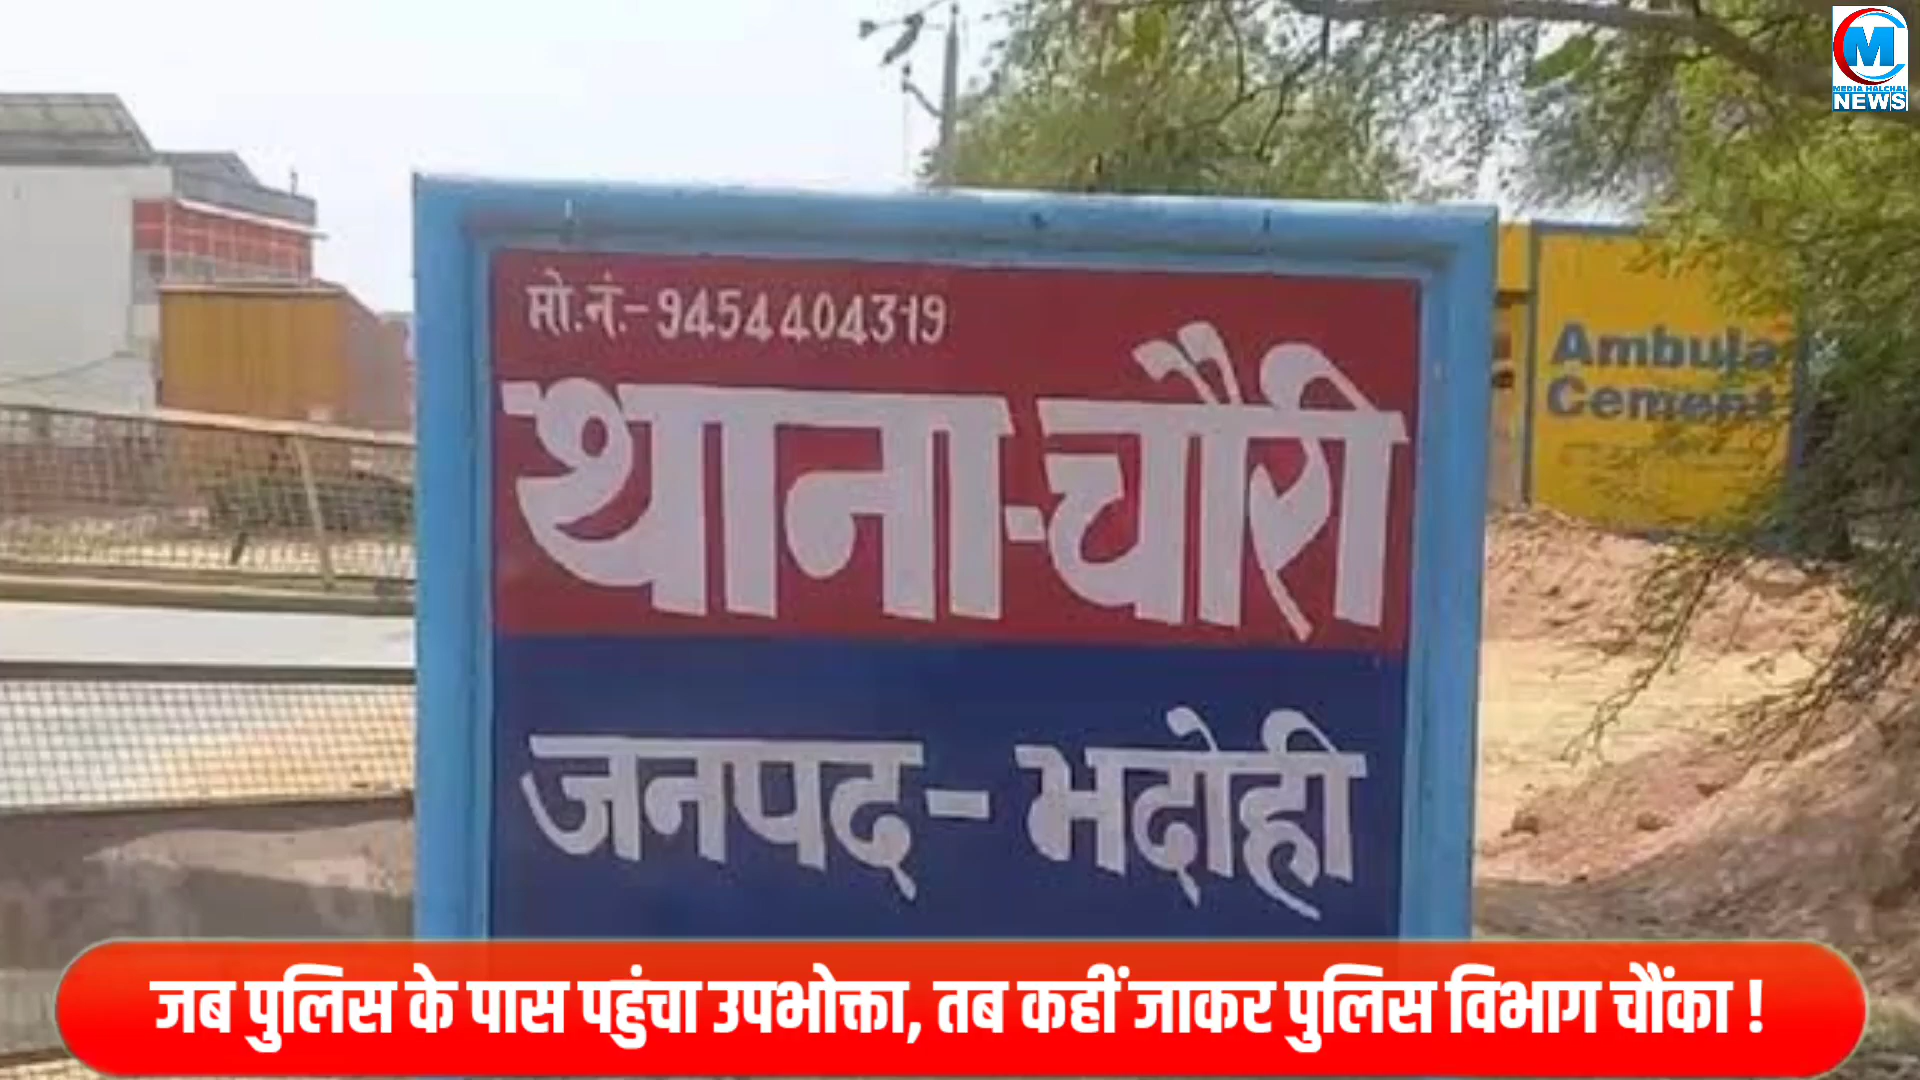 MEDIA HALCHAL
NEWS
मो.नं.-9454404319
थाना-चौरी
जनपद-भदोही
Ambuja
Cement
जब पुलिस के पास पहुंचा उपभोक्ता, तब कहीं जाकर पुलिस विभाग चौंका !